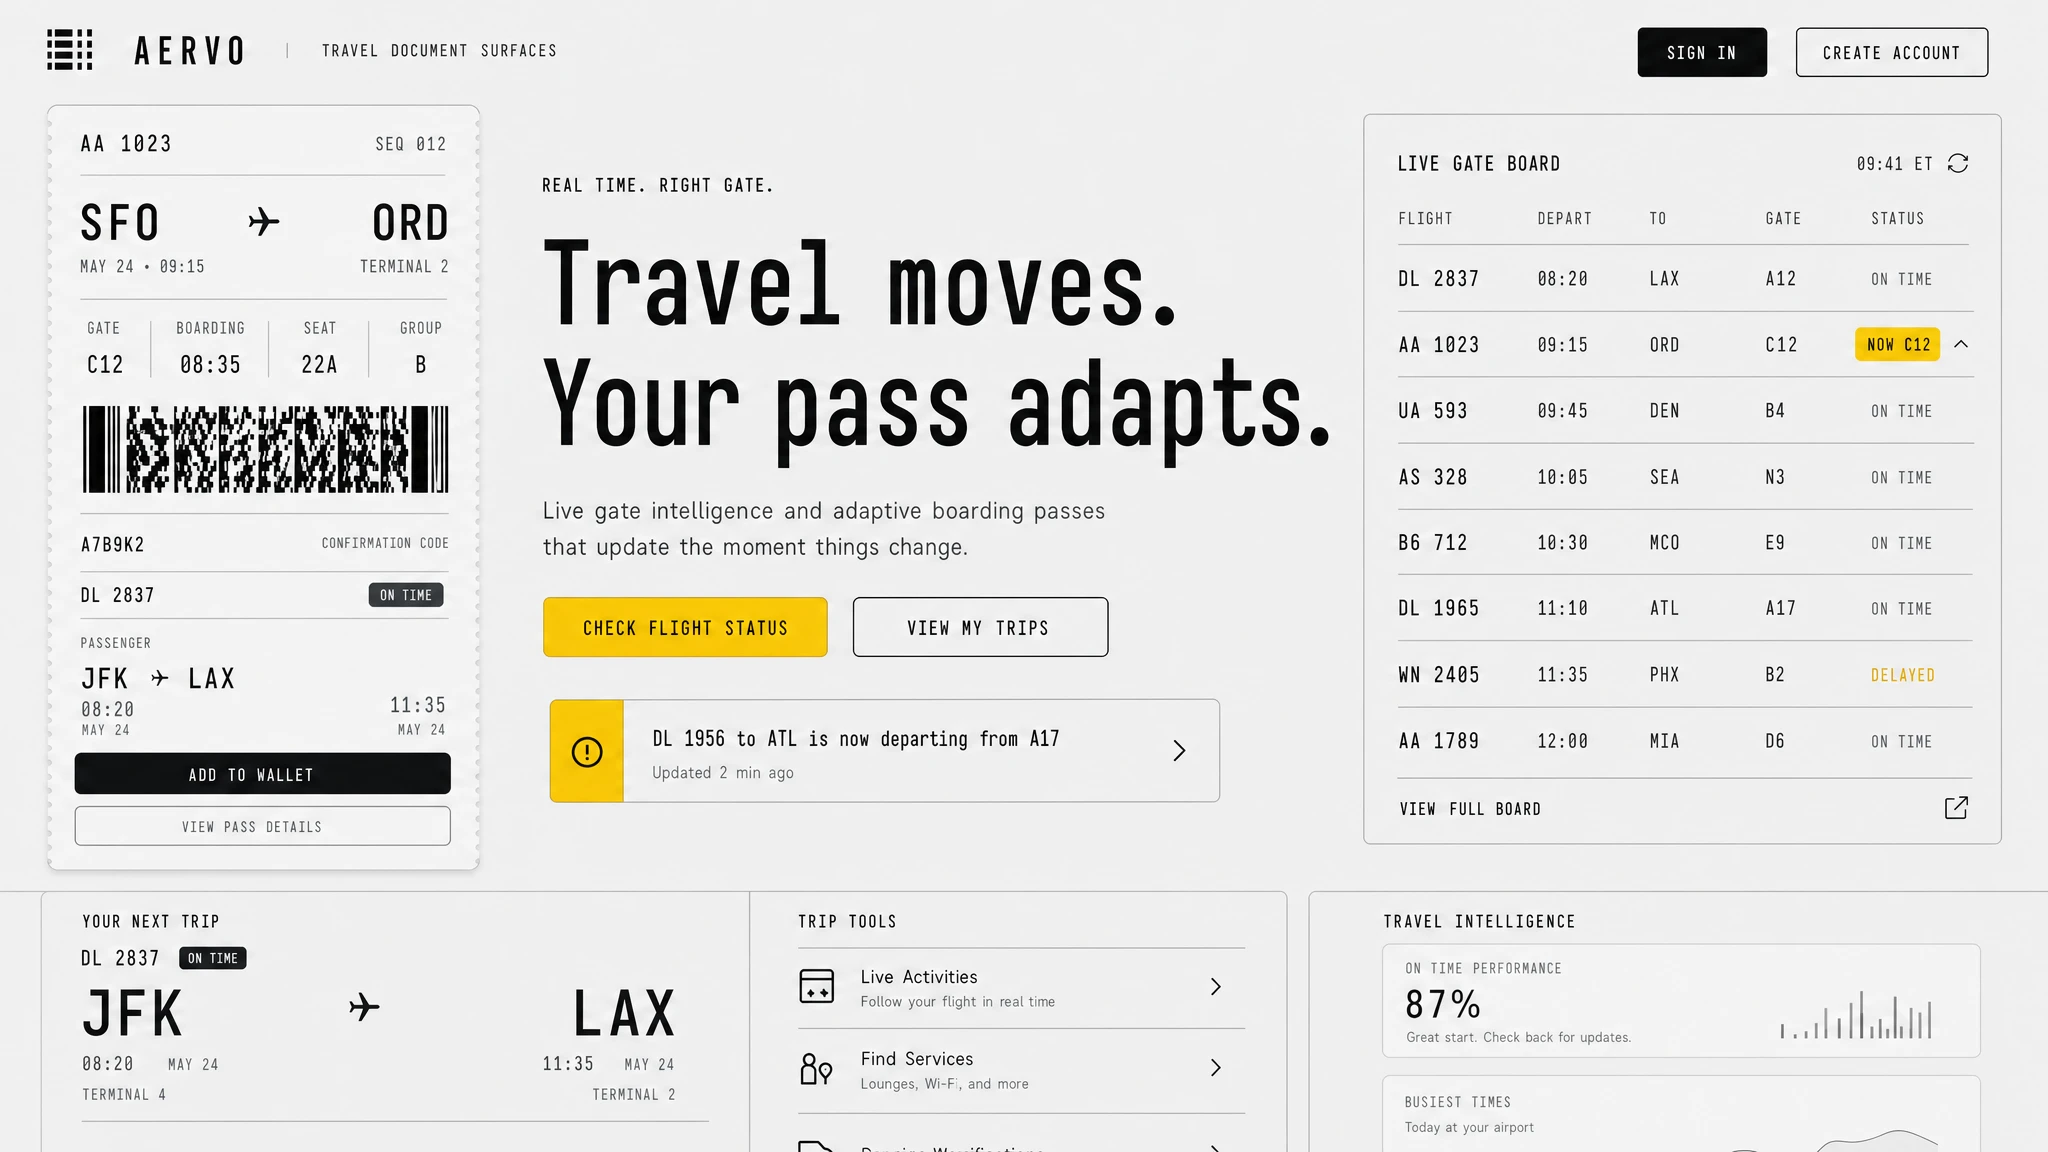 AERVO
TRAVEL DOCUMENT SURFACES
SIGN IN
CREATE ACCOUNT
AA 1023 SEQ 012
SFO ORD
MAY 24 • 09:15 TERMINAL 2
GATE BOARDING SEAT GROUP
C12 08:35 22A B
A7B9K2 CONFIRMATION CODE
DL 2837 ON TIME
PASSENGER
JFK LAX
08:20 11:35
MAY 24 MAY 24
ADD TO WALLET
VIEW PASS DETAILS
REAL TIME. RIGHT GATE.
Travel moves.
Your pass adapts.
Live gate intelligence and adaptive boarding passes
that update the moment things change.
CHECK FLIGHT STATUS
VIEW MY TRIPS
DL 1956 to ATL is now departing from A17
Updated 2 min ago
LIVE GATE BOARD 09:41 ET
FLIGHT DEPART TO GATE STATUS
DL 2837 08:20 LAX A12 ON TIME
AA 1023 09:15 ORD C12 NOW C12
UA 593 09:45 DEN B4 ON TIME
AS 328 10:05 SEA N3 ON TIME
B6 712 10:30 MCO E9 ON TIME
DL 1965 11:10 ATL A17 ON TIME
WN 2405 11:35 PHX B2 DELAYED
AA 1789 12:00 MIA D6 ON TIME
VIEW FULL BOARD
YOUR NEXT TRIP
DL 2837 ON TIME
JFK LAX
08:20 MAY 24 11:35 MAY 24
TERMINAL 4 TERMINAL 2
TRIP TOOLS
Live Activities
Follow your flight in real time
Find Services
Lounges, Wi-Fi, and more
TRAVEL INTELLIGENCE
ON TIME PERFORMANCE
87%
Great start. Check back for updates.
BUSIEST TIMES
Today at your airport